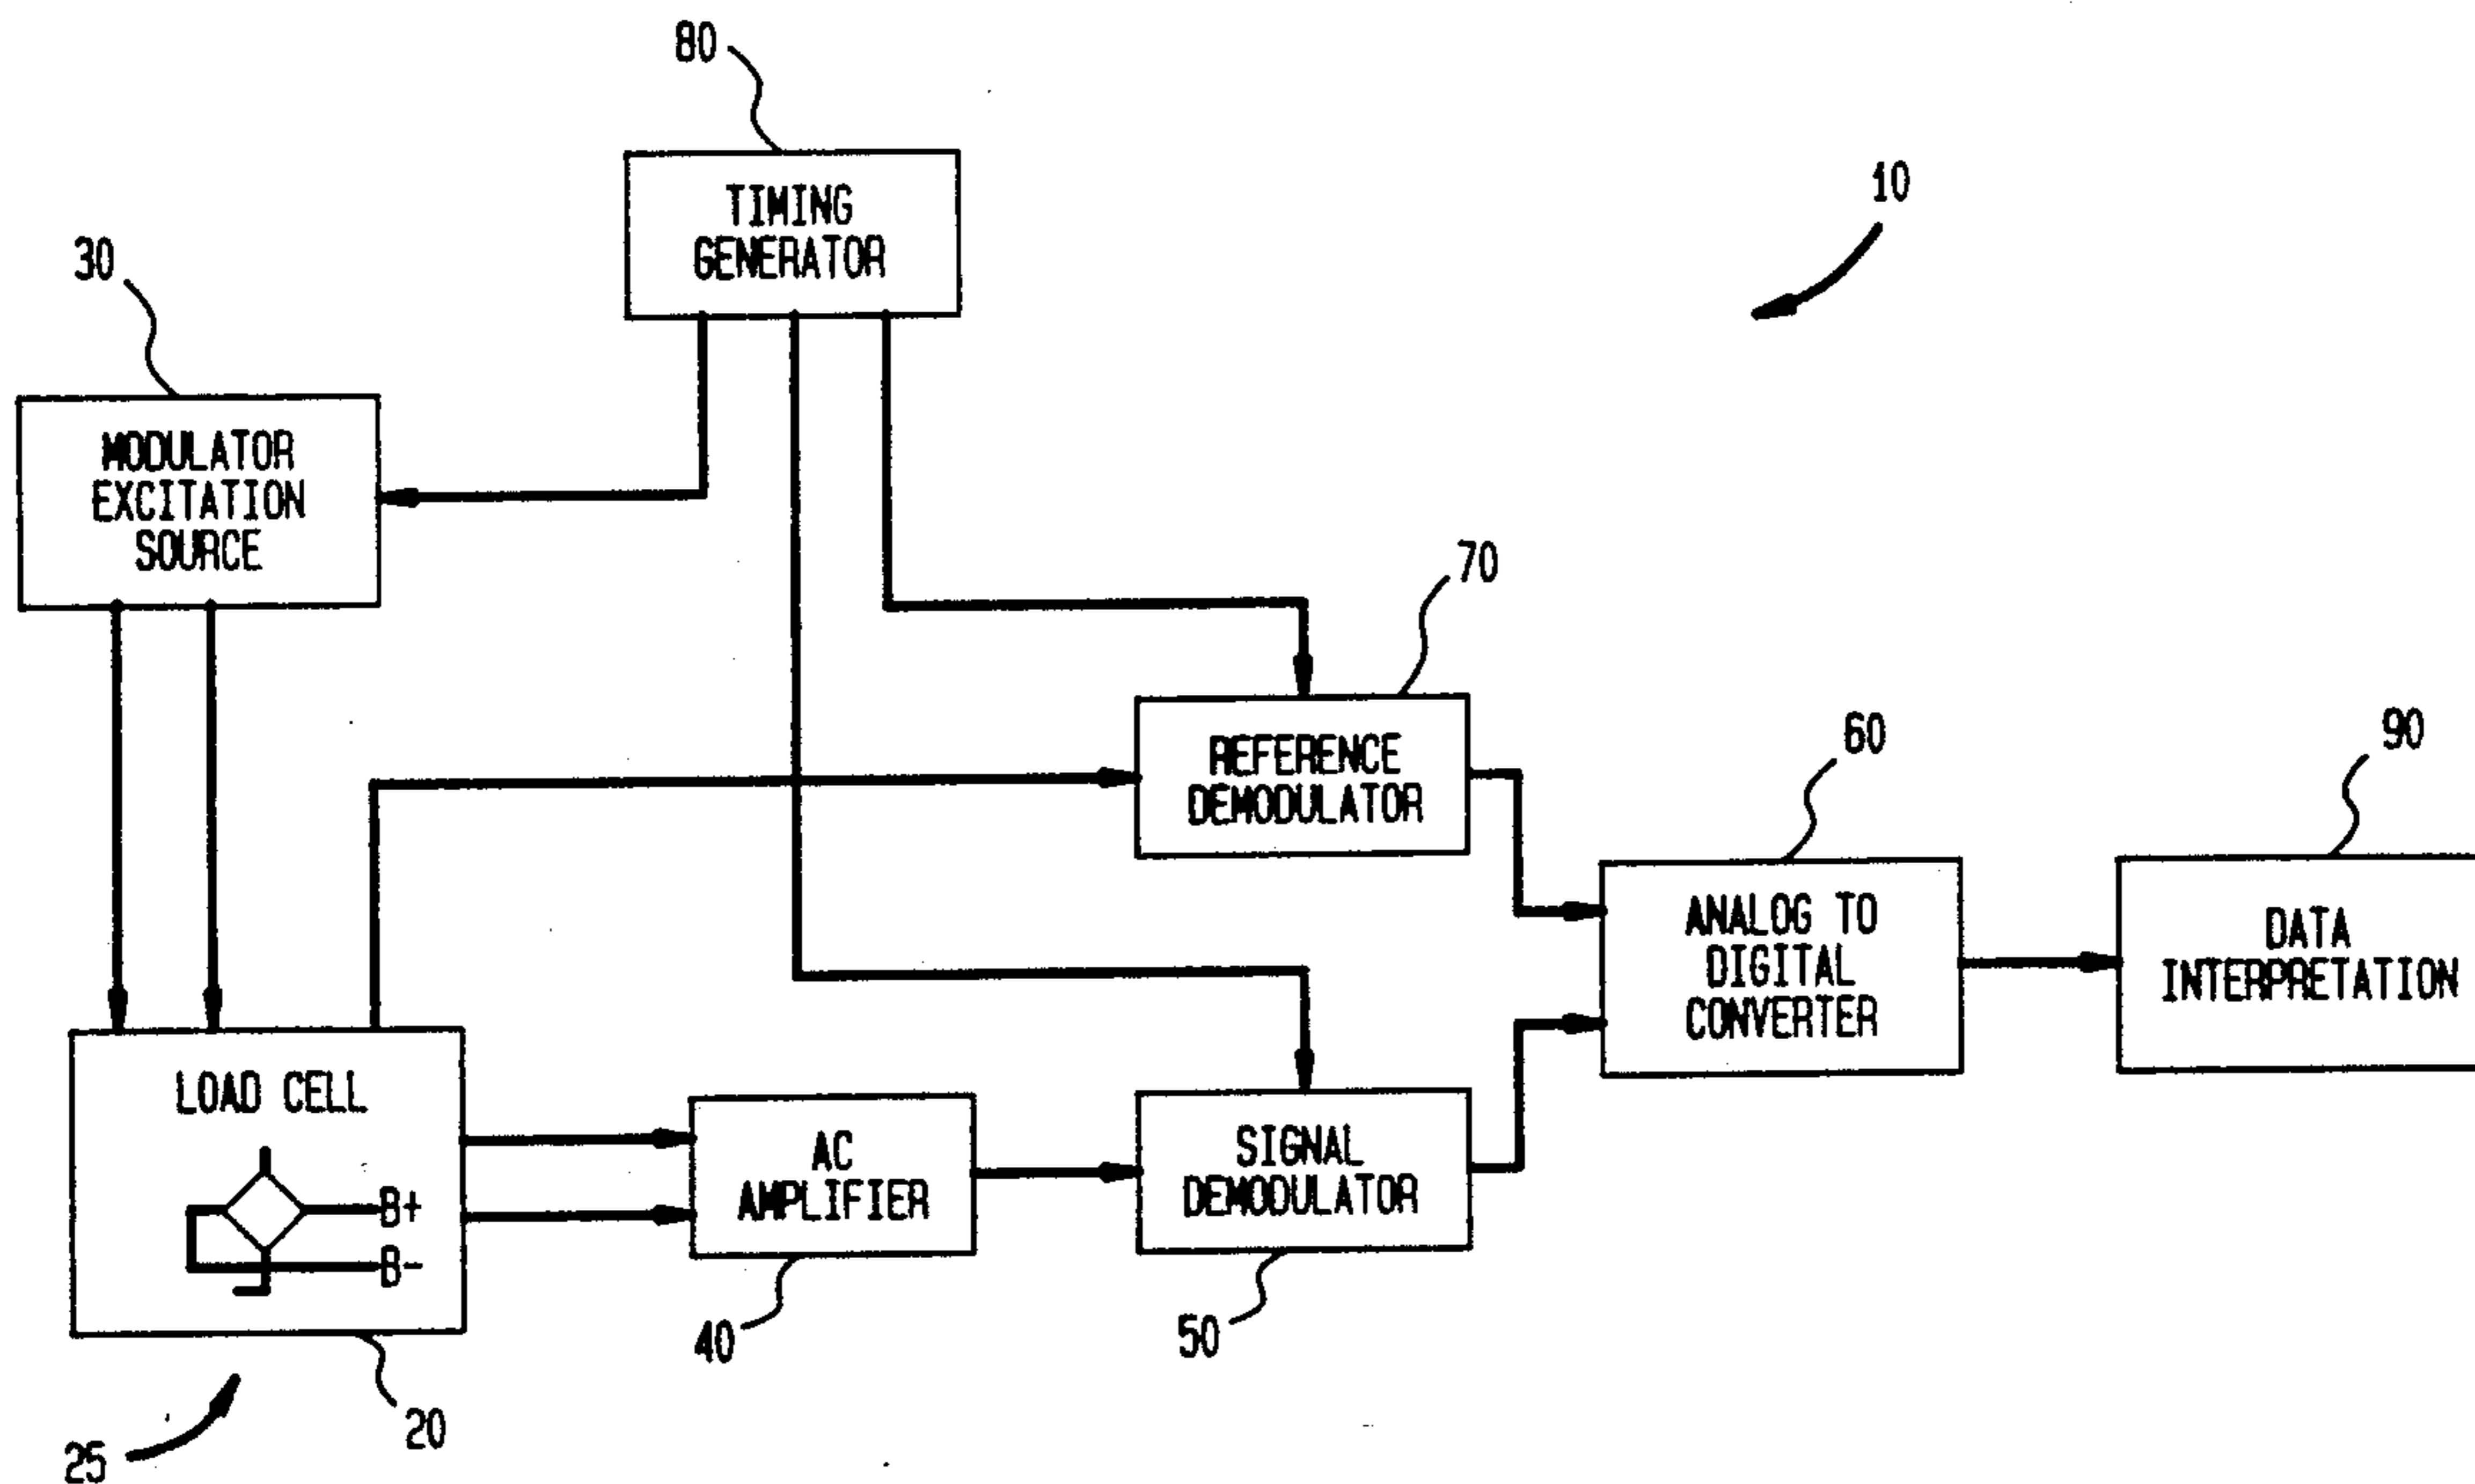 80
TIMING
GENERATOR
10
30
MODULATOR
EXCITATION
SOURCE
70
REFERENCE
DEMODULATOR
60
90
ANALOG TO
DIGITAL
CONVERTER
DATA
INTERPRETATION
LOAD CELL
B+
B-
AC
AMPLIFIER
SIGNAL
DEMODULATOR
40
50
20
25